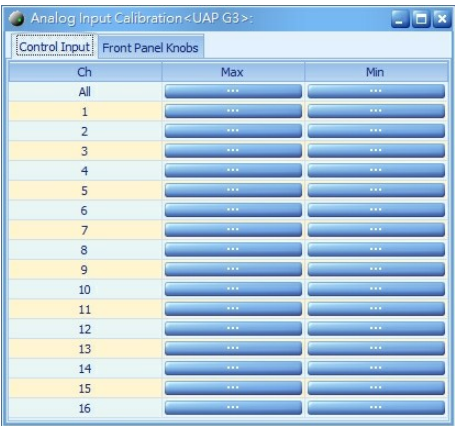 Analog Input Calibration<UAP G3>:
Control Input Front Panel Knobs
Ch Max Min
All ... ...
1 ... ...
2 ... ...
3 ... ...
4 ... ...
5 ... ...
6 ... ...
7 ... ...
8 ... ...
9 ... ...
10 ... ...
11 ... ...
12 ... ...
13 ... ...
14 ... ...
15 ... ...
16 ... ...